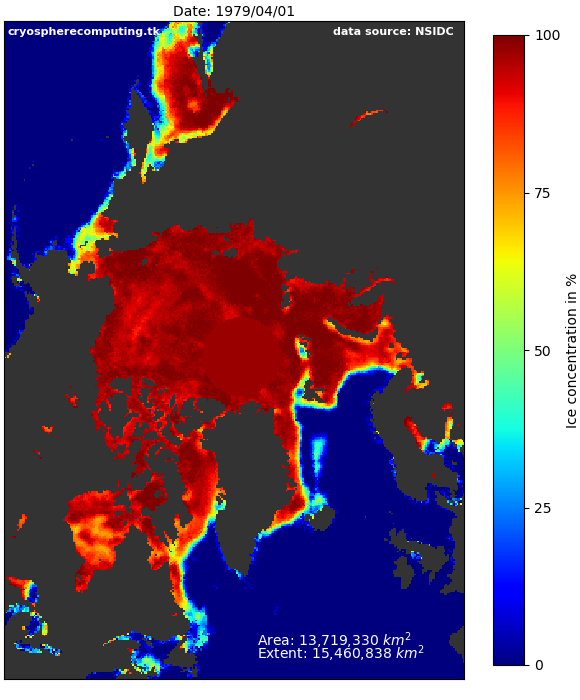 Date: 1979/04/01
cryospherecomputing.tk
data source: NSIDC
100
75
50
25
0
Ice concentration in %
Area: 13,719,330 km²
Extent: 15,460,838 km²